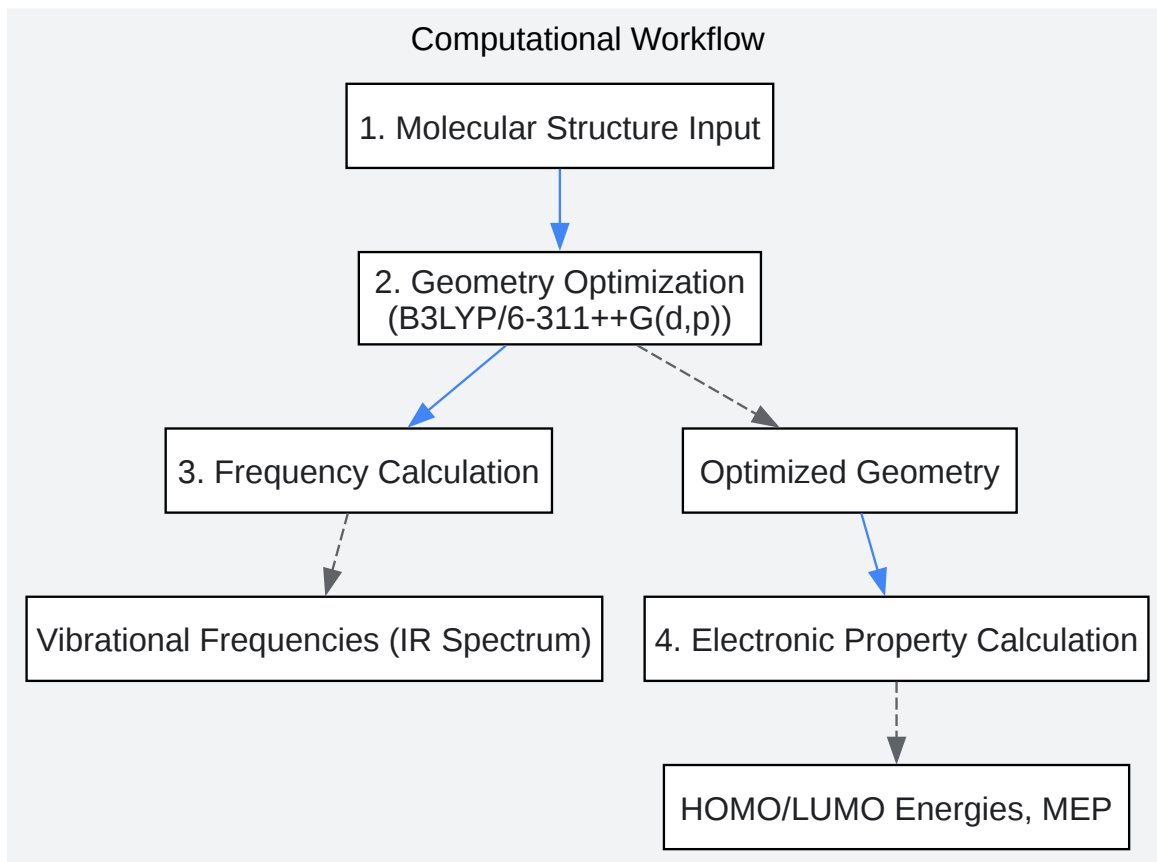 Computational Workflow
1. Molecular Structure Input
2. Geometry Optimization
(B3LYP/6-311++G(d,p))
3. Frequency Calculation
Optimized Geometry
Vibrational Frequencies (IR Spectrum)
4. Electronic Property Calculation
HOMO/LUMO Energies, MEP